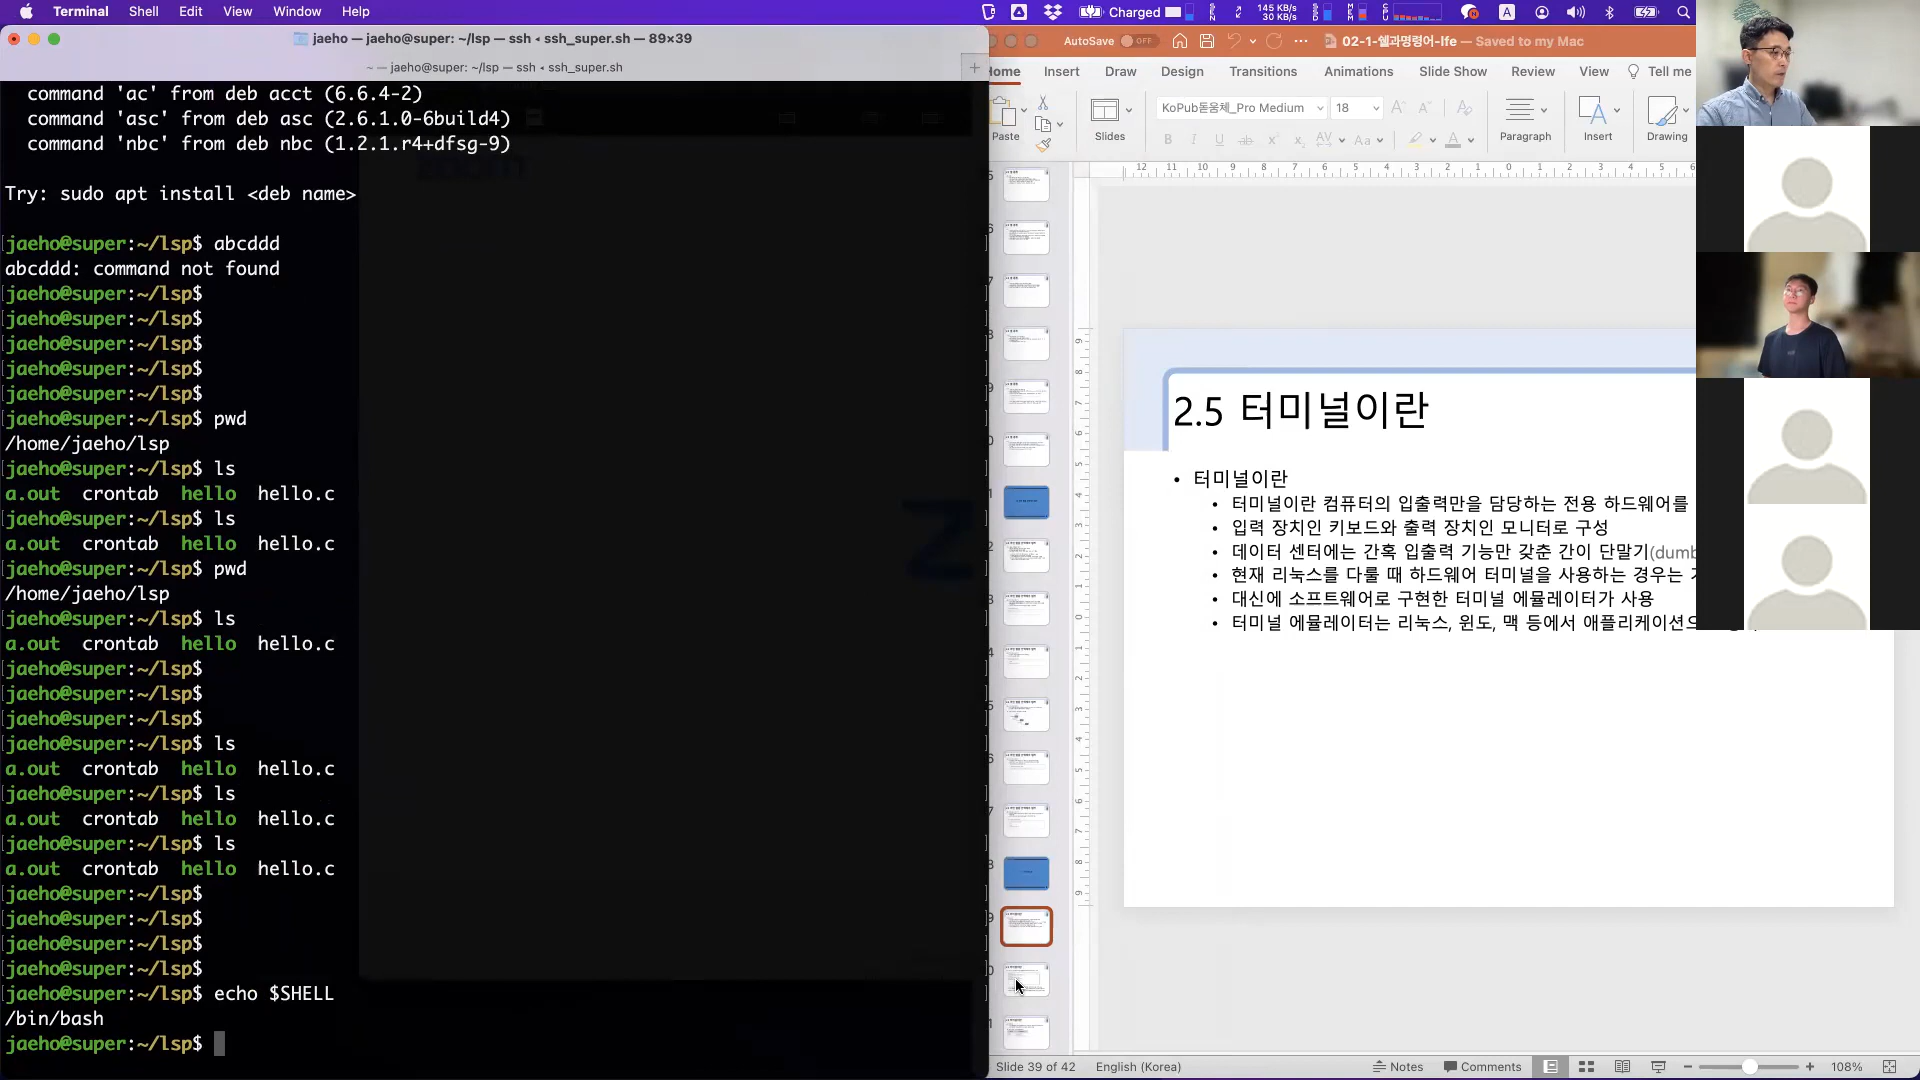 Terminal Shell Edit View Window Help
Charged 145 KB/s 30 KB/s
jaeho — jaeho@super: ~/lsp — ssh ‹ ssh_super.sh — 89×39
~ — jaeho@super: ~/lsp — ssh ‹ ssh_super.sh
command 'ac' from deb acct (6.6.4-2)
command 'asc' from deb asc (2.6.1.0-6build4)
command 'nbc' from deb nbc (1.2.1.r4+dfsg-9)
Try: sudo apt install <deb name>
jaeho@super:~/lsp$ abcddd
abcddd: command not found
jaeho@super:~/lsp$
jaeho@super:~/lsp$
jaeho@super:~/lsp$
jaeho@super:~/lsp$
jaeho@super:~/lsp$
jaeho@super:~/lsp$ pwd
/home/jaeho/lsp
jaeho@super:~/lsp$ ls
a.out crontab hello hello.c
jaeho@super:~/lsp$ ls
a.out crontab hello hello.c
jaeho@super:~/lsp$ pwd
/home/jaeho/lsp
jaeho@super:~/lsp$ ls
a.out crontab hello hello.c
jaeho@super:~/lsp$
jaeho@super:~/lsp$
jaeho@super:~/lsp$
jaeho@super:~/lsp$ ls
a.out crontab hello hello.c
jaeho@super:~/lsp$ ls
a.out crontab hello hello.c
jaeho@super:~/lsp$ ls
a.out crontab hello hello.c
jaeho@super:~/lsp$
jaeho@super:~/lsp$
jaeho@super:~/lsp$
jaeho@super:~/lsp$
jaeho@super:~/lsp$ echo $SHELL
/bin/bash
jaeho@super:~/lsp$
AutoSave OFF 02-1-쉘과명령어-lfe — Saved to my Mac
Home Insert Draw Design Transitions Animations Slide Show Review View Tell me
Paste Slides KoPub돋움체_Pro Medium 18 Paragraph Insert Drawing
2.5 터미널이란
• 터미널이란
• 터미널이란 컴퓨터의 입출력만을 담당하는 전용 하드웨어를
• 입력 장치인 키보드와 출력 장치인 모니터로 구성
• 데이터 센터에는 간혹 입출력 기능만 갖춘 간이 단말기(dumb
• 현재 리눅스를 다룰 때 하드웨어 터미널을 사용하는 경우는
• 대신에 소프트웨어로 구현한 터미널 에뮬레이터가 사용
• 터미널 에뮬레이터는 리눅스, 윈도, 맥 등에서 애플리케이션으
Slide 39 of 42 English (Korea) Notes Comments 108%